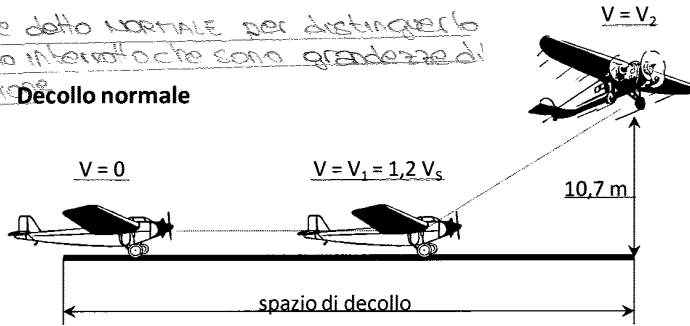 e detto NORMALE per distinguerlo
o interrotto che sono grandezze di
Decollo normale
V = V₂
V = 0
V = V₁ = 1,2 Vₛ
10,7 m
spazio di decollo